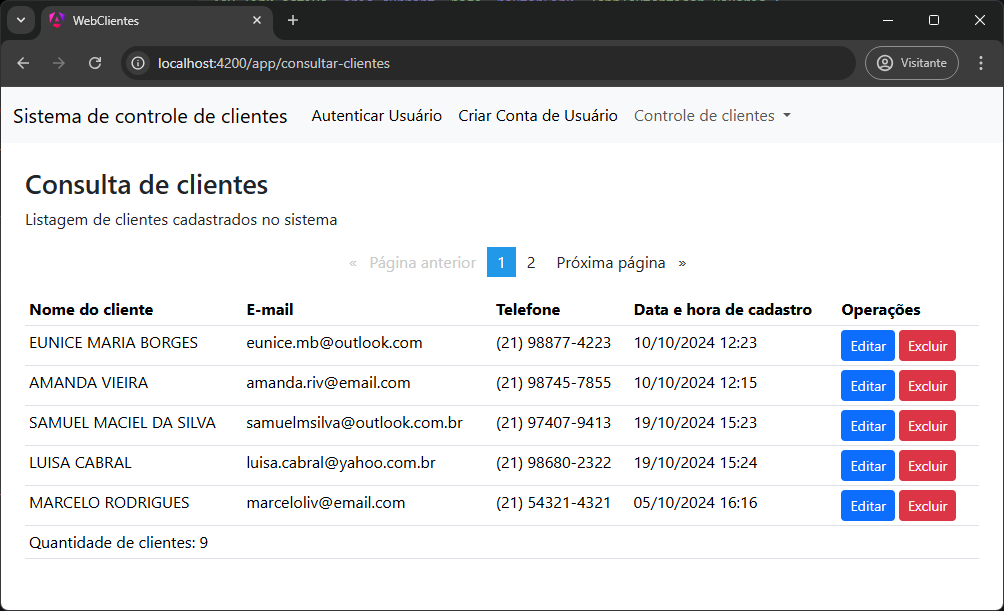 WebClientes
localhost:4200/app/consultar-clientes
Visitante
Sistema de controle de clientes Autenticar Usuário Criar Conta de Usuário Controle de clientes
Consulta de clientes
Listagem de clientes cadastrados no sistema
« Página anterior 1 2 Próxima página »
Nome do cliente E-mail Telefone Data e hora de cadastro Operações
EUNICE MARIA BORGES eunice.mb@outlook.com (21) 98877-4223 10/10/2024 12:23 Editar Excluir
AMANDA VIEIRA amanda.riv@email.com (21) 98745-7855 10/10/2024 12:15 Editar Excluir
SAMUEL MACIEL DA SILVA samuelmsilva@outlook.com.br (21) 97407-9413 19/10/2024 15:23 Editar Excluir
LUISA CABRAL luisa.cabral@yahoo.com.br (21) 98680-2322 19/10/2024 15:24 Editar Excluir
MARCELO RODRIGUES marceloliv@email.com (21) 54321-4321 05/10/2024 16:16 Editar Excluir
Quantidade de clientes: 9